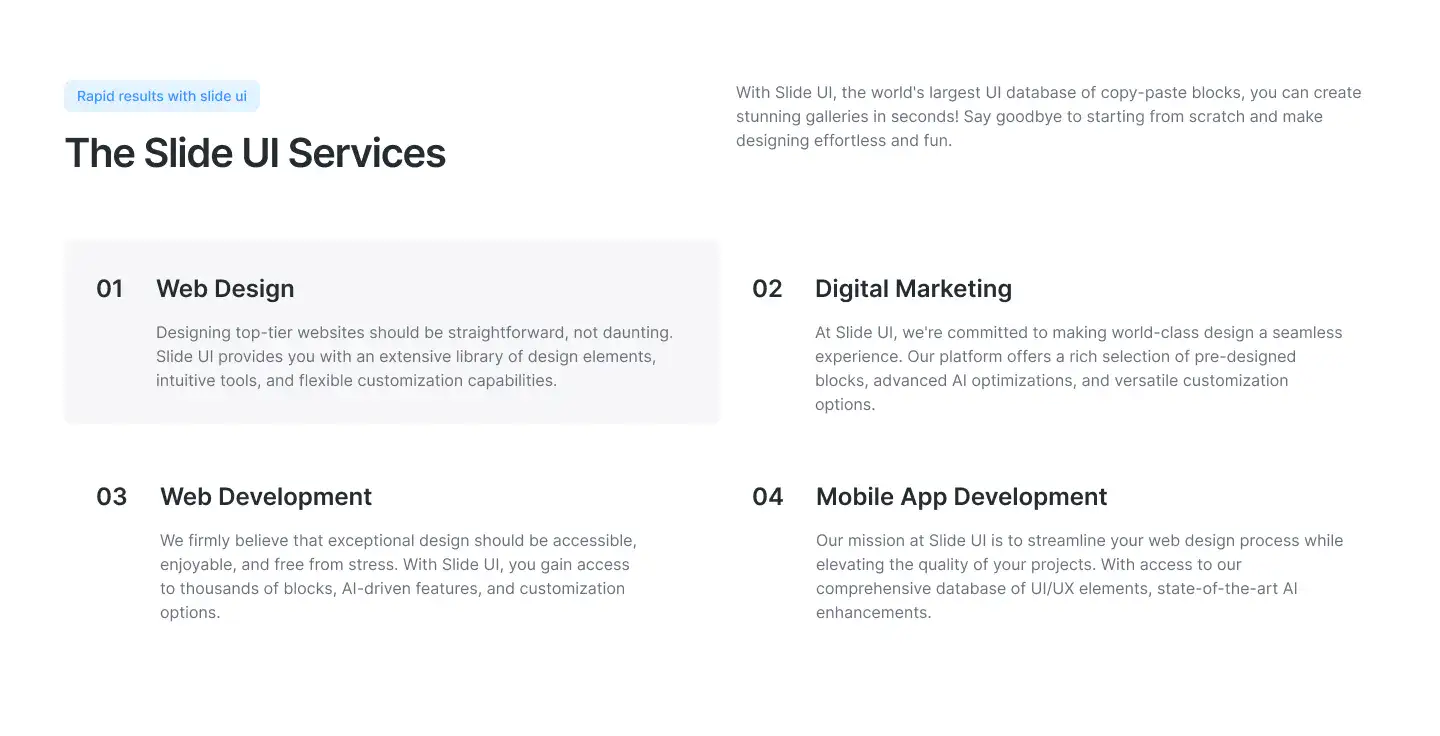 Rapid results with slide ui
The Slide UI Services
With Slide UI, the world's largest UI database of copy-paste blocks, you can create
stunning galleries in seconds! Say goodbye to starting from scratch and make
designing effortless and fun.
01 Web Design
Designing top-tier websites should be straightforward, not daunting.
Slide UI provides you with an extensive library of design elements,
intuitive tools, and flexible customization capabilities.
02 Digital Marketing
At Slide UI, we're committed to making world-class design a seamless
experience. Our platform offers a rich selection of pre-designed
blocks, advanced AI optimizations, and versatile customization
options.
03 Web Development
We firmly believe that exceptional design should be accessible,
enjoyable, and free from stress. With Slide UI, you gain access
to thousands of blocks, AI-driven features, and customization
options.
04 Mobile App Development
Our mission at Slide UI is to streamline your web design process while
elevating the quality of your projects. With access to our
comprehensive database of UI/UX elements, state-of-the-art AI
enhancements.